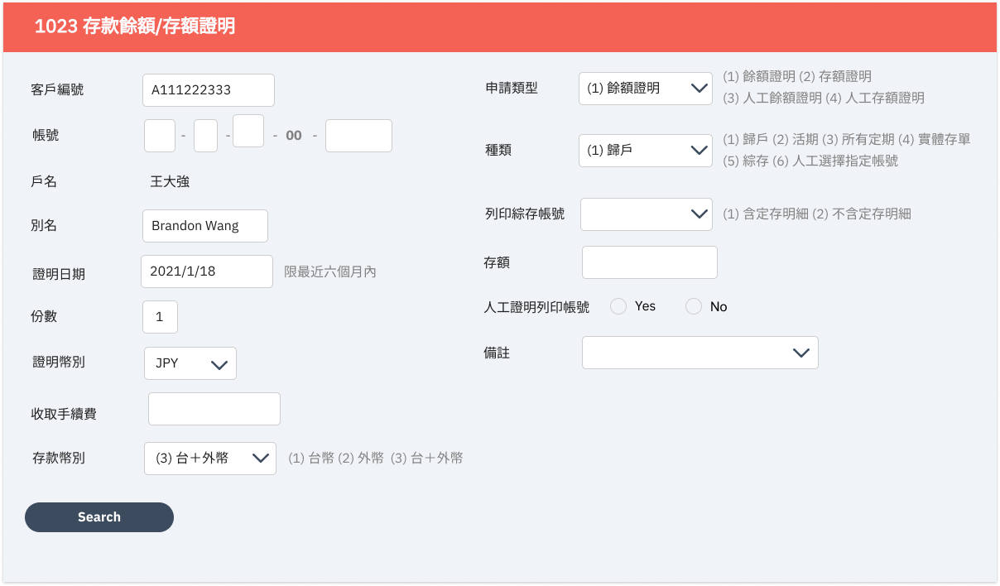 1023 存款餘額/存額證明
客戶編號 A111222333
帳號 - - - 00 -
戶名 王大強
別名 Brandon Wang
證明日期 2021/1/18 限最近六個月內
份數 1
證明幣別 JPY
收取手續費
存款幣別 (3) 台＋外幣 (1) 台幣 (2) 外幣 (3) 台＋外幣
Search
申請類型 (1) 餘額證明 (1) 餘額證明 (2) 存額證明
(3) 人工餘額證明 (4) 人工存額證明
種類 (1) 歸戶 (1) 歸戶 (2) 活期 (3) 所有定期 (4) 實體存單
(5) 綜存 (6) 人工選擇指定帳號
列印綜存帳號 (1) 含定存明細 (2) 不含定存明細
存額
人工證明列印帳號 Yes No
備註